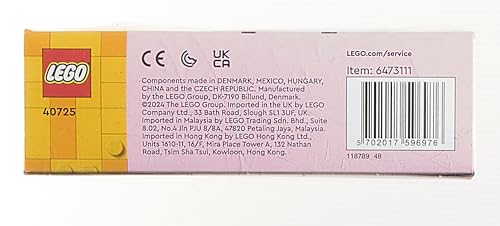 LEGO
40725
CE
UK
CA
Components made in DENMARK, MEXICO, HUNGARY,
CHINA and the CZECH REPUBLIC. Manufactured
by the LEGO Group, DK-7190 Billund, Denmark.
©2024 The LEGO Group. Imported in the UK by LEGO
Company Ltd., 33 Bath Road, Slough SL1 3UF, UK.
Imported in Malaysia by LEGO Trading Sdn. Bhd., Suite
8.02, No.4 Jln PJU 8/8A, 47820 Petaling Jaya, Malaysia.
Imported in Hong Kong by LEGO Hong Kong Ltd.,
Units 1610-11, 16/F, Mira Place Tower A, 132 Nathan
Road, Tsim Sha Tsui, Kowloon, Hong Kong.
LEGO.com/service
Item: 6473111
5 702017 596976
118789 48